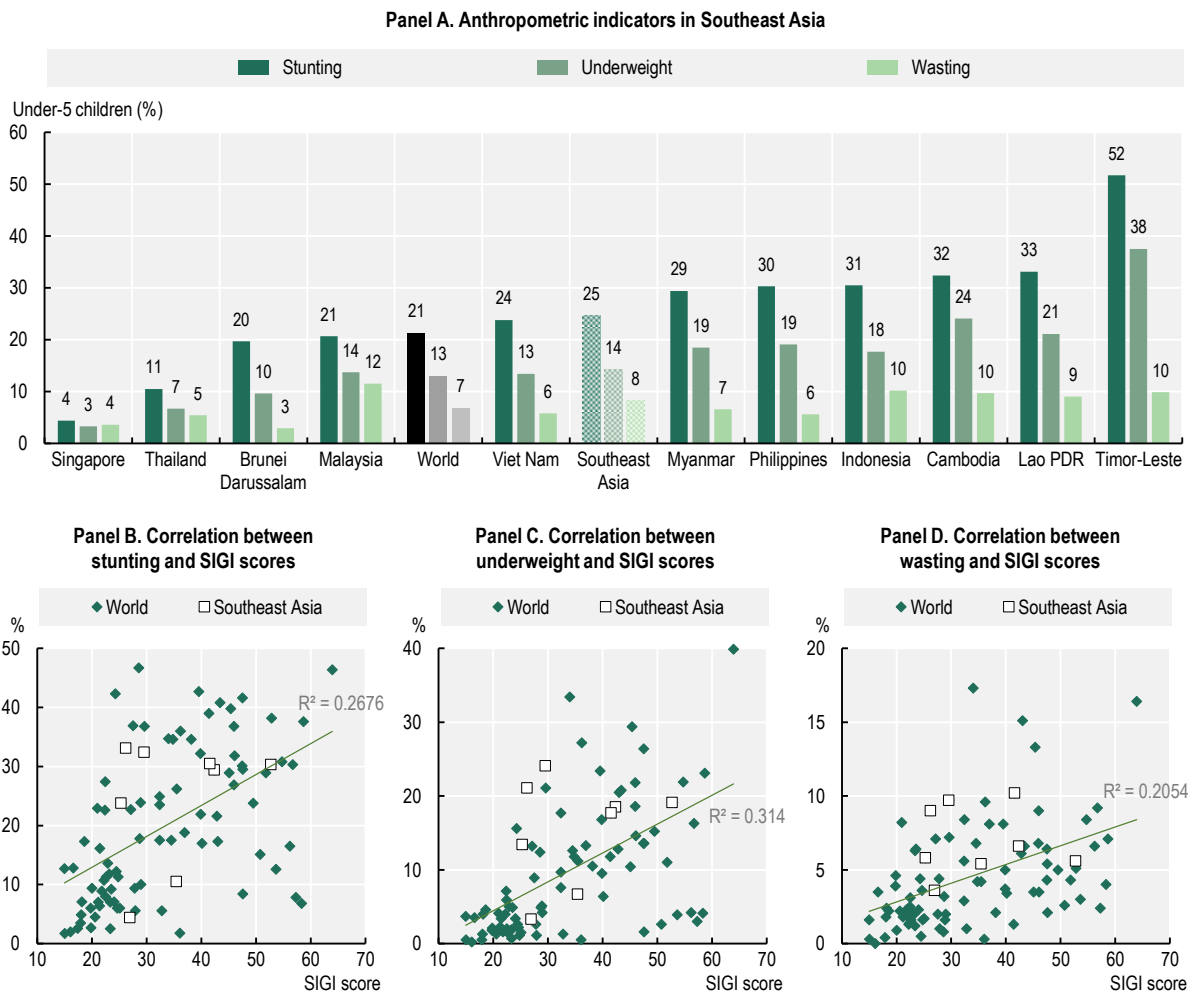 Panel A. Anthropometric indicators in Southeast Asia
Stunting Underweight Wasting
Under-5 children (%)
60
50
40
30
20
10
0
4 3 4
11 7 5
20 10 3
21 14 12
21 13 7
24 13 6
25 14 8
29 19 7
30 19 6
31 18 10
32 24 10
33 21 9
52 38 10
Singapore Thailand Brunei Malaysia World Viet Nam Southeast Myanmar Philippines Indonesia Cambodia Lao PDR Timor-Leste
Darussalam Asia
Panel B. Correlation between
stunting and SIGI scores
World Southeast Asia
%
50
40
30
20
10
0
R² = 0.2676
10 20 30 40 50 60 70
SIGI score
Panel C. Correlation between
underweight and SIGI scores
World Southeast Asia
%
40
30
20
10
0
R² = 0.314
10 20 30 40 50 60 70
SIGI score
Panel D. Correlation between
wasting and SIGI scores
World Southeast Asia
%
20
15
10
5
0
R² = 0.2054
10 20 30 40 50 60 70
SIGI score